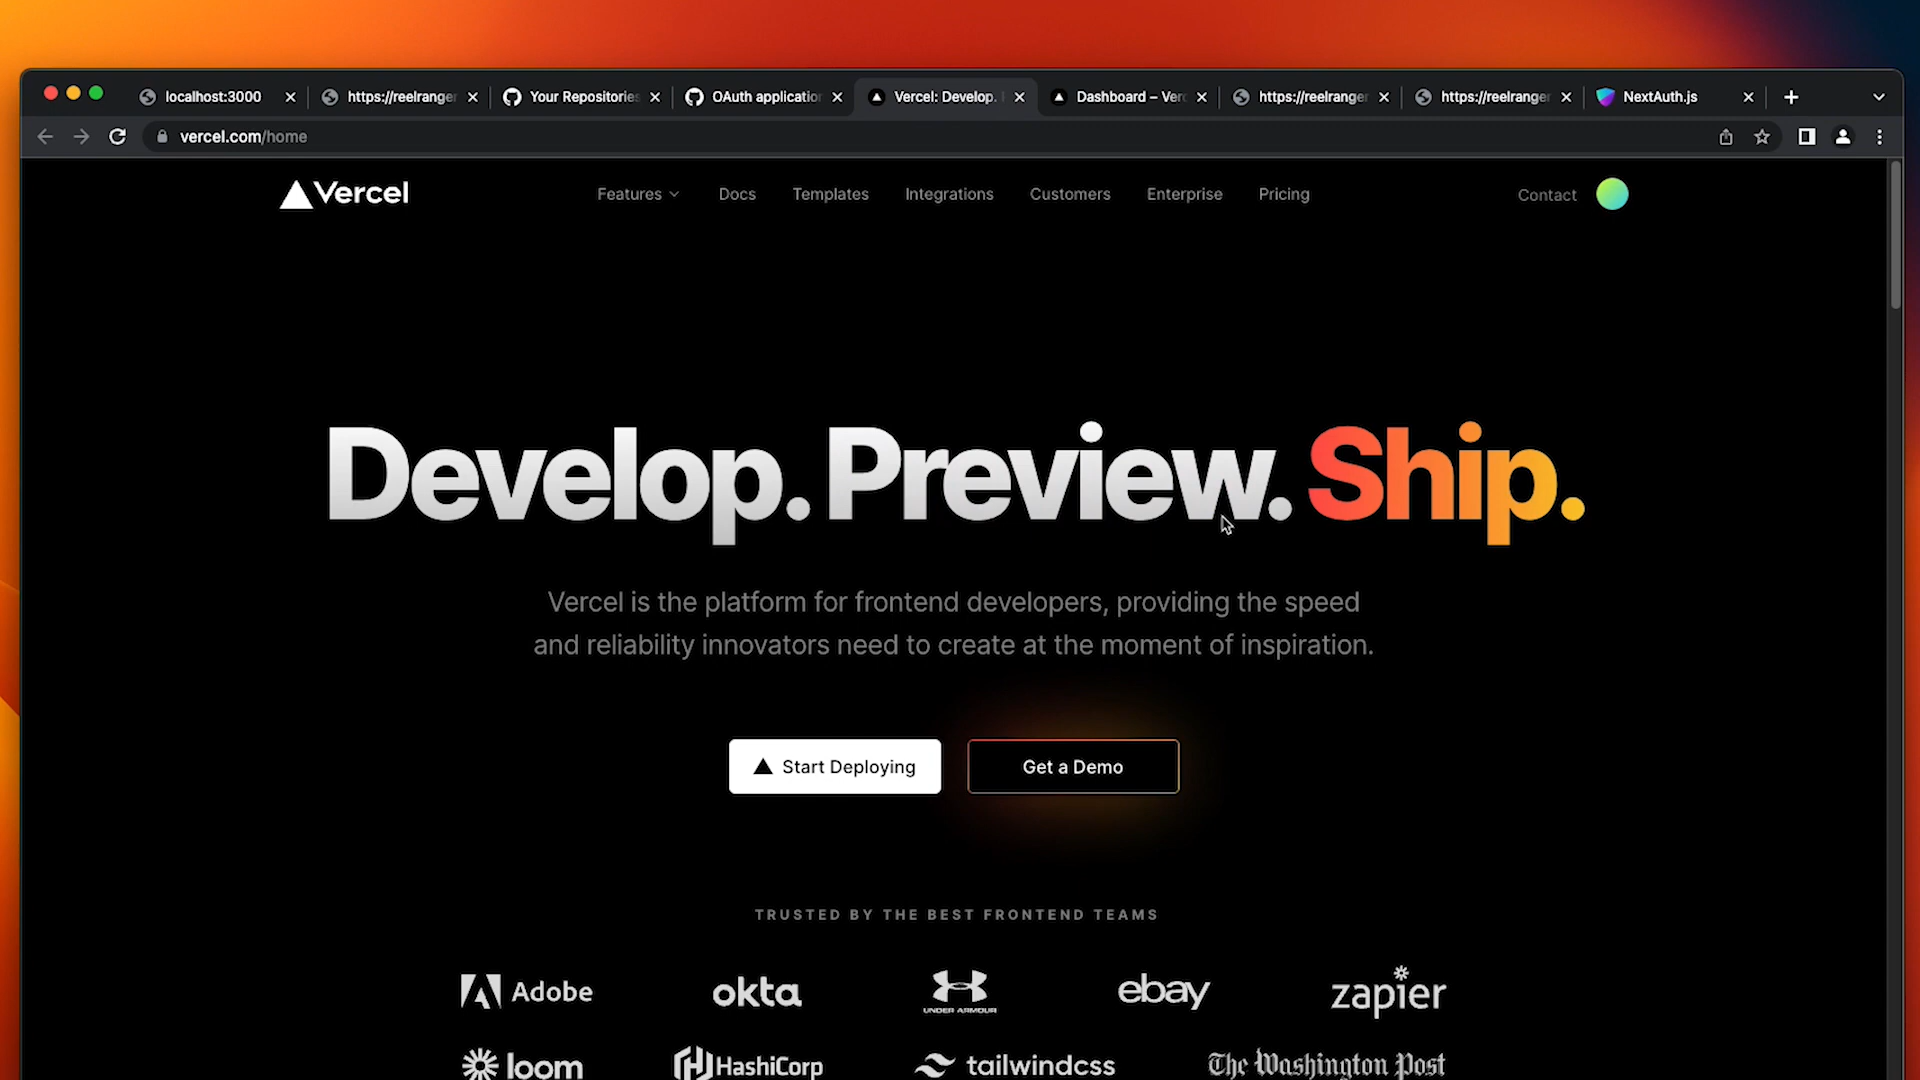 localhost:3000
https://reelranger
Your Repositories
OAuth application
Vercel: Develop.
Dashboard – Verc
https://reelranger
https://reelranger
NextAuth.js
vercel.com/home
Vercel
Features
Docs
Templates
Integrations
Customers
Enterprise
Pricing
Contact
Develop. Preview. Ship.
Vercel is the platform for frontend developers, providing the speed
and reliability innovators need to create at the moment of inspiration.
Start Deploying
Get a Demo
TRUSTED BY THE BEST FRONTEND TEAMS
Adobe
okta
UNDER ARMOUR
ebay
zapier
loom
HashiCorp
tailwindcss
The Washington Post